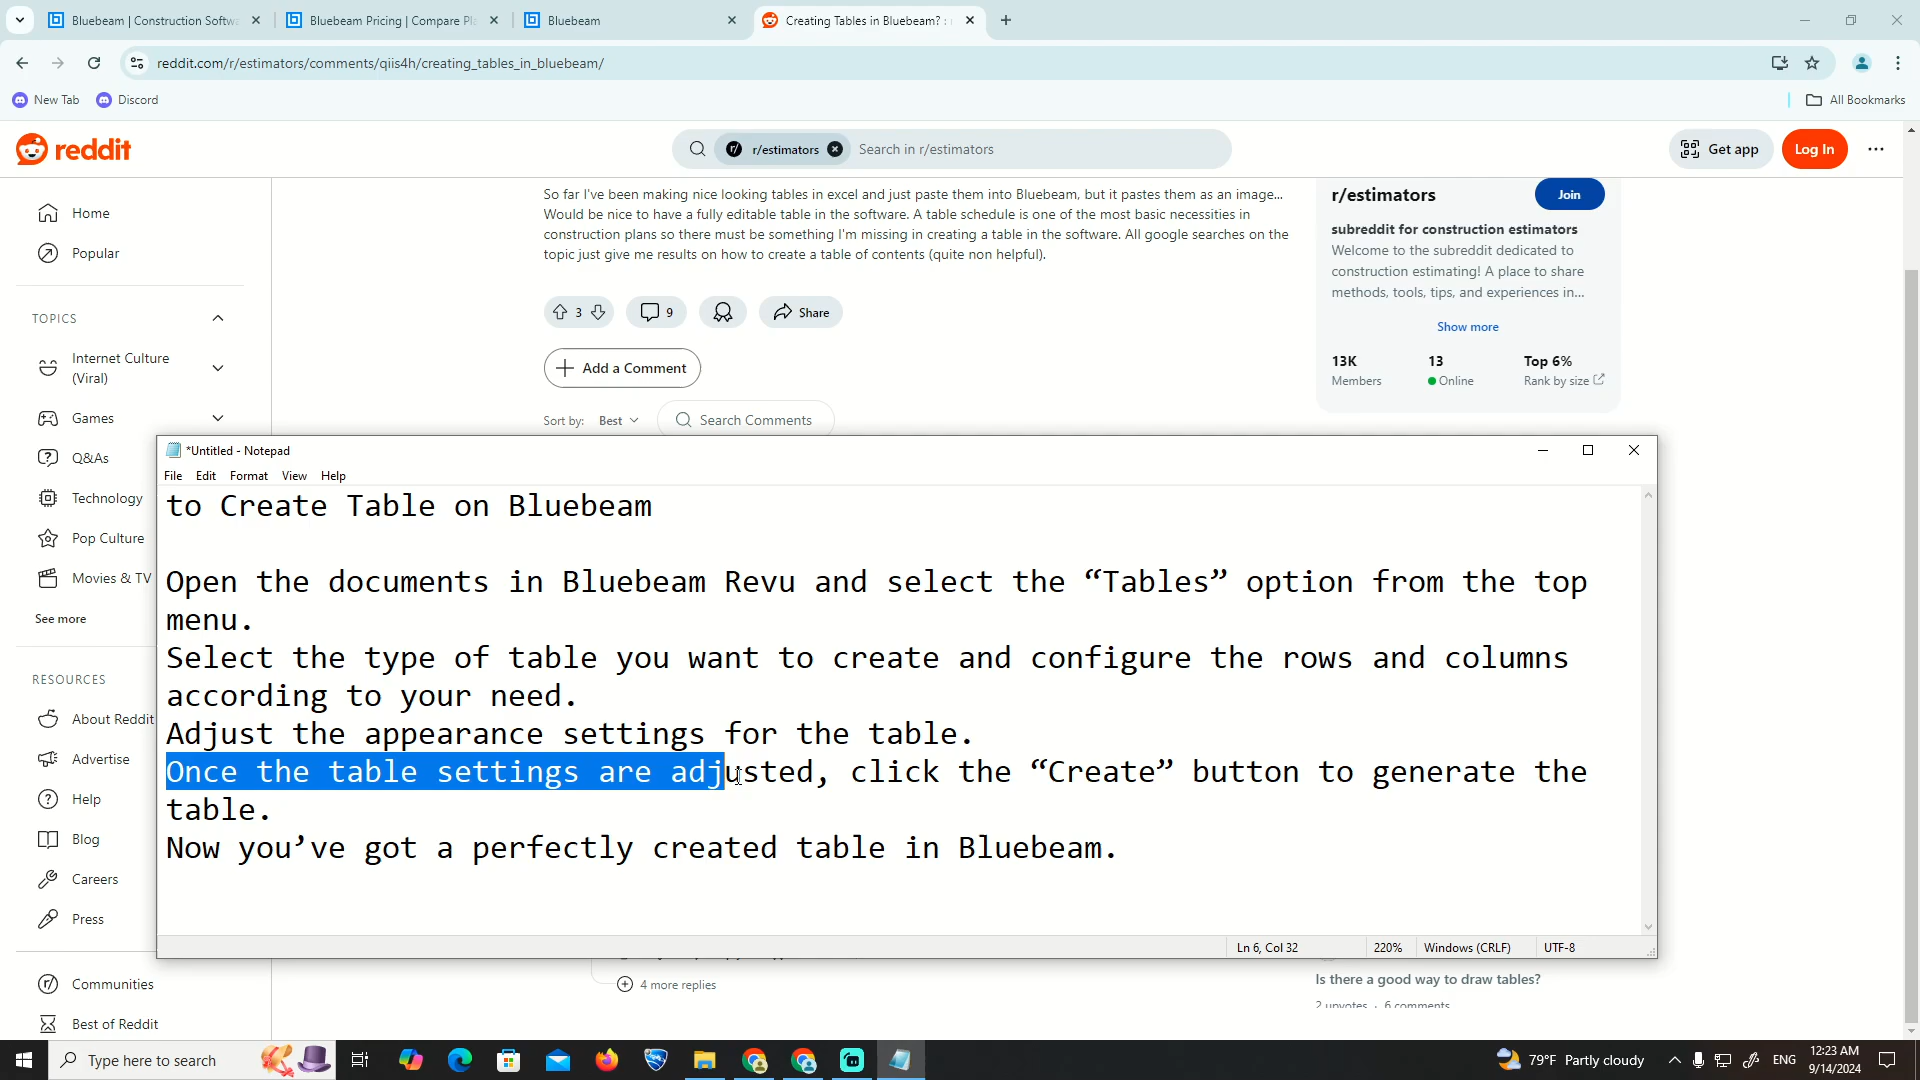 Bluebeam | Construction Softwa
Bluebeam Pricing | Compare Pl
Bluebeam
Creating Tables in Bluebeam? :
reddit.com/r/estimators/comments/qiis4h/creating_tables_in_bluebeam/
New Tab
Discord
All Bookmarks
reddit
r/estimators
Search in r/estimators
Get app
Log In
Home
Popular
TOPICS
Internet Culture
(Viral)
Games
Q&As
Technology
Pop Culture
Movies & TV
See more
RESOURCES
About Reddit
Advertise
Help
Blog
Careers
Press
Communities
Best of Reddit
So far I've been making nice looking tables in excel and just paste them into Bluebeam, but it pastes them as an image...
Would be nice to have a fully editable table in the software. A table schedule is one of the most basic necessities in
construction plans so there must be something I'm missing in creating a table in the software. All google searches on the
topic just give me results on how to create a table of contents (quite non helpful).
3
9
Share
Add a Comment
Sort by: Best
Search Comments
r/estimators
Join
subreddit for construction estimators
Welcome to the subreddit dedicated to
construction estimating! A place to share
methods, tools, tips, and experiences in...
Show more
13K
Members
13
Online
Top 6%
Rank by size
*Untitled - Notepad
File Edit Format View Help
to Create Table on Bluebeam
Open the documents in Bluebeam Revu and select the “Tables” option from the top
menu.
Select the type of table you want to create and configure the rows and columns
according to your need.
Adjust the appearance settings for the table.
Once the table settings are adjusted, click the “Create” button to generate the
table.
Now you’ve got a perfectly created table in Bluebeam.
Ln 6, Col 32
220%
Windows (CRLF)
UTF-8
4 more replies
Is there a good way to draw tables?
2 upvotes · 6 comments
Type here to search
79°F Partly cloudy
ENG
12:23 AM
9/14/2024